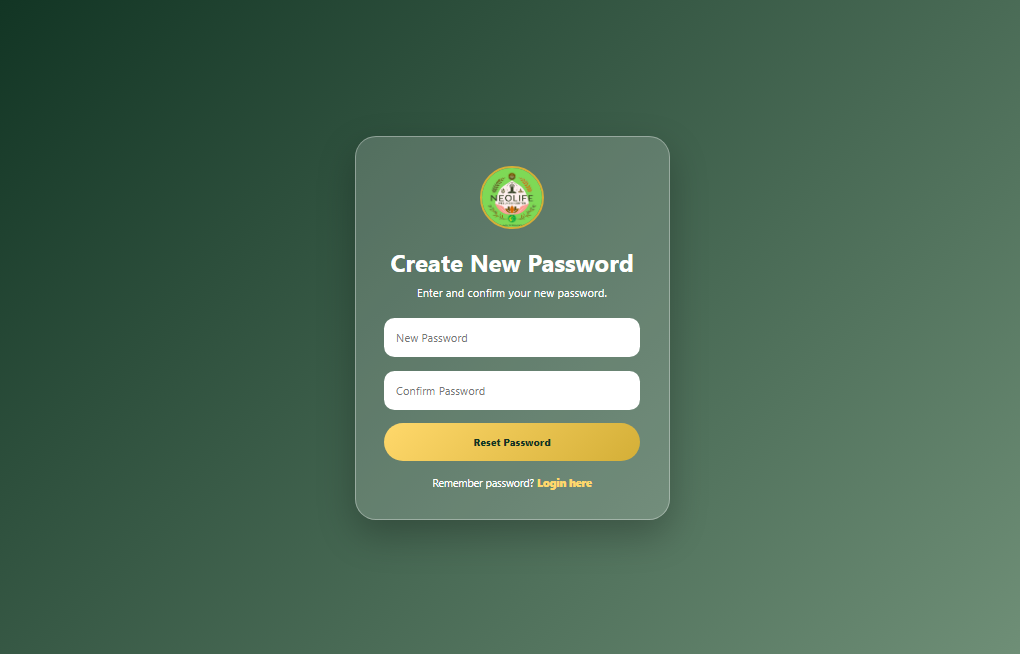 NEOLIFE
Create New Password
Enter and confirm your new password.
New Password
Confirm Password
Reset Password
Remember password? Login here